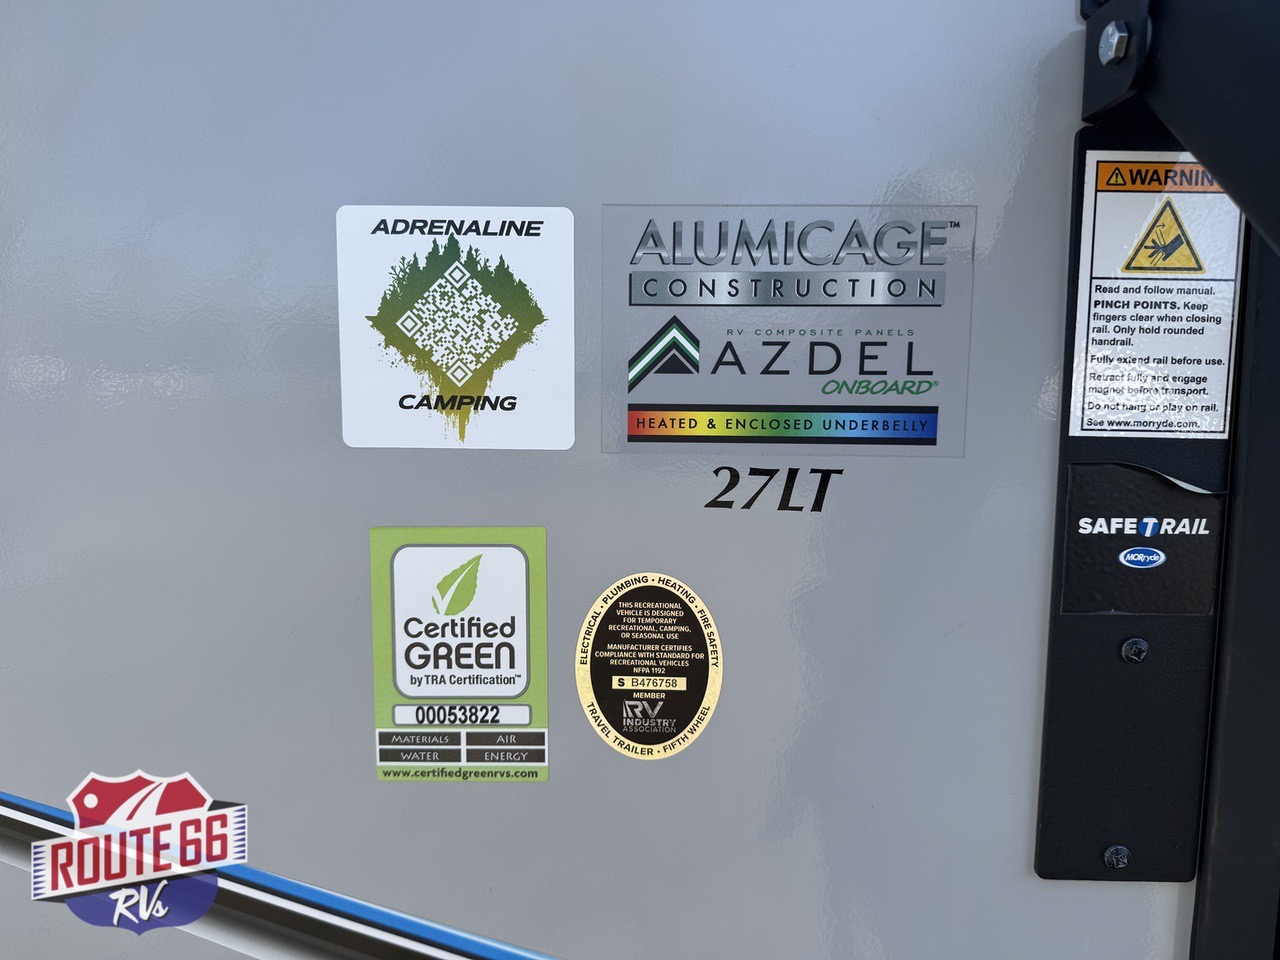 ADRENALINE
CAMPING
ALUMICAGE™
CONSTRUCTION
RV COMPOSITE PANELS
AZDEL
ONBOARD®
HEATED & ENCLOSED UNDERBELLY
27LT
Certified
GREEN
by TRA Certification™
00053822
MATERIALS AIR
WATER ENERGY
www.certifiedgreenrvs.com
ELECTRICAL • PLUMBING • HEATING • FIRE SAFETY
THIS RECREATIONAL
VEHICLE IS DESIGNED
FOR TEMPORARY
RECREATIONAL, CAMPING,
OR SEASONAL USE
MANUFACTURER CERTIFIES
COMPLIANCE WITH STANDARD FOR
RECREATIONAL VEHICLES
NFPA 1192
S B476758
MEMBER
RV
INDUSTRY
ASSOCIATION
TRAVEL TRAILER • FIFTH WHEEL
WARNIN
Read and follow manual.
PINCH POINTS. Keep
fingers clear when closing
rail. Only hold rounded
handrail.
Fully extend rail before use.
Retract fully and engage
magnet before transport.
Do not hang or play on rail.
See www.morryde.com.
SAFETRAIL
MORryde
ROUTE 66
RVs